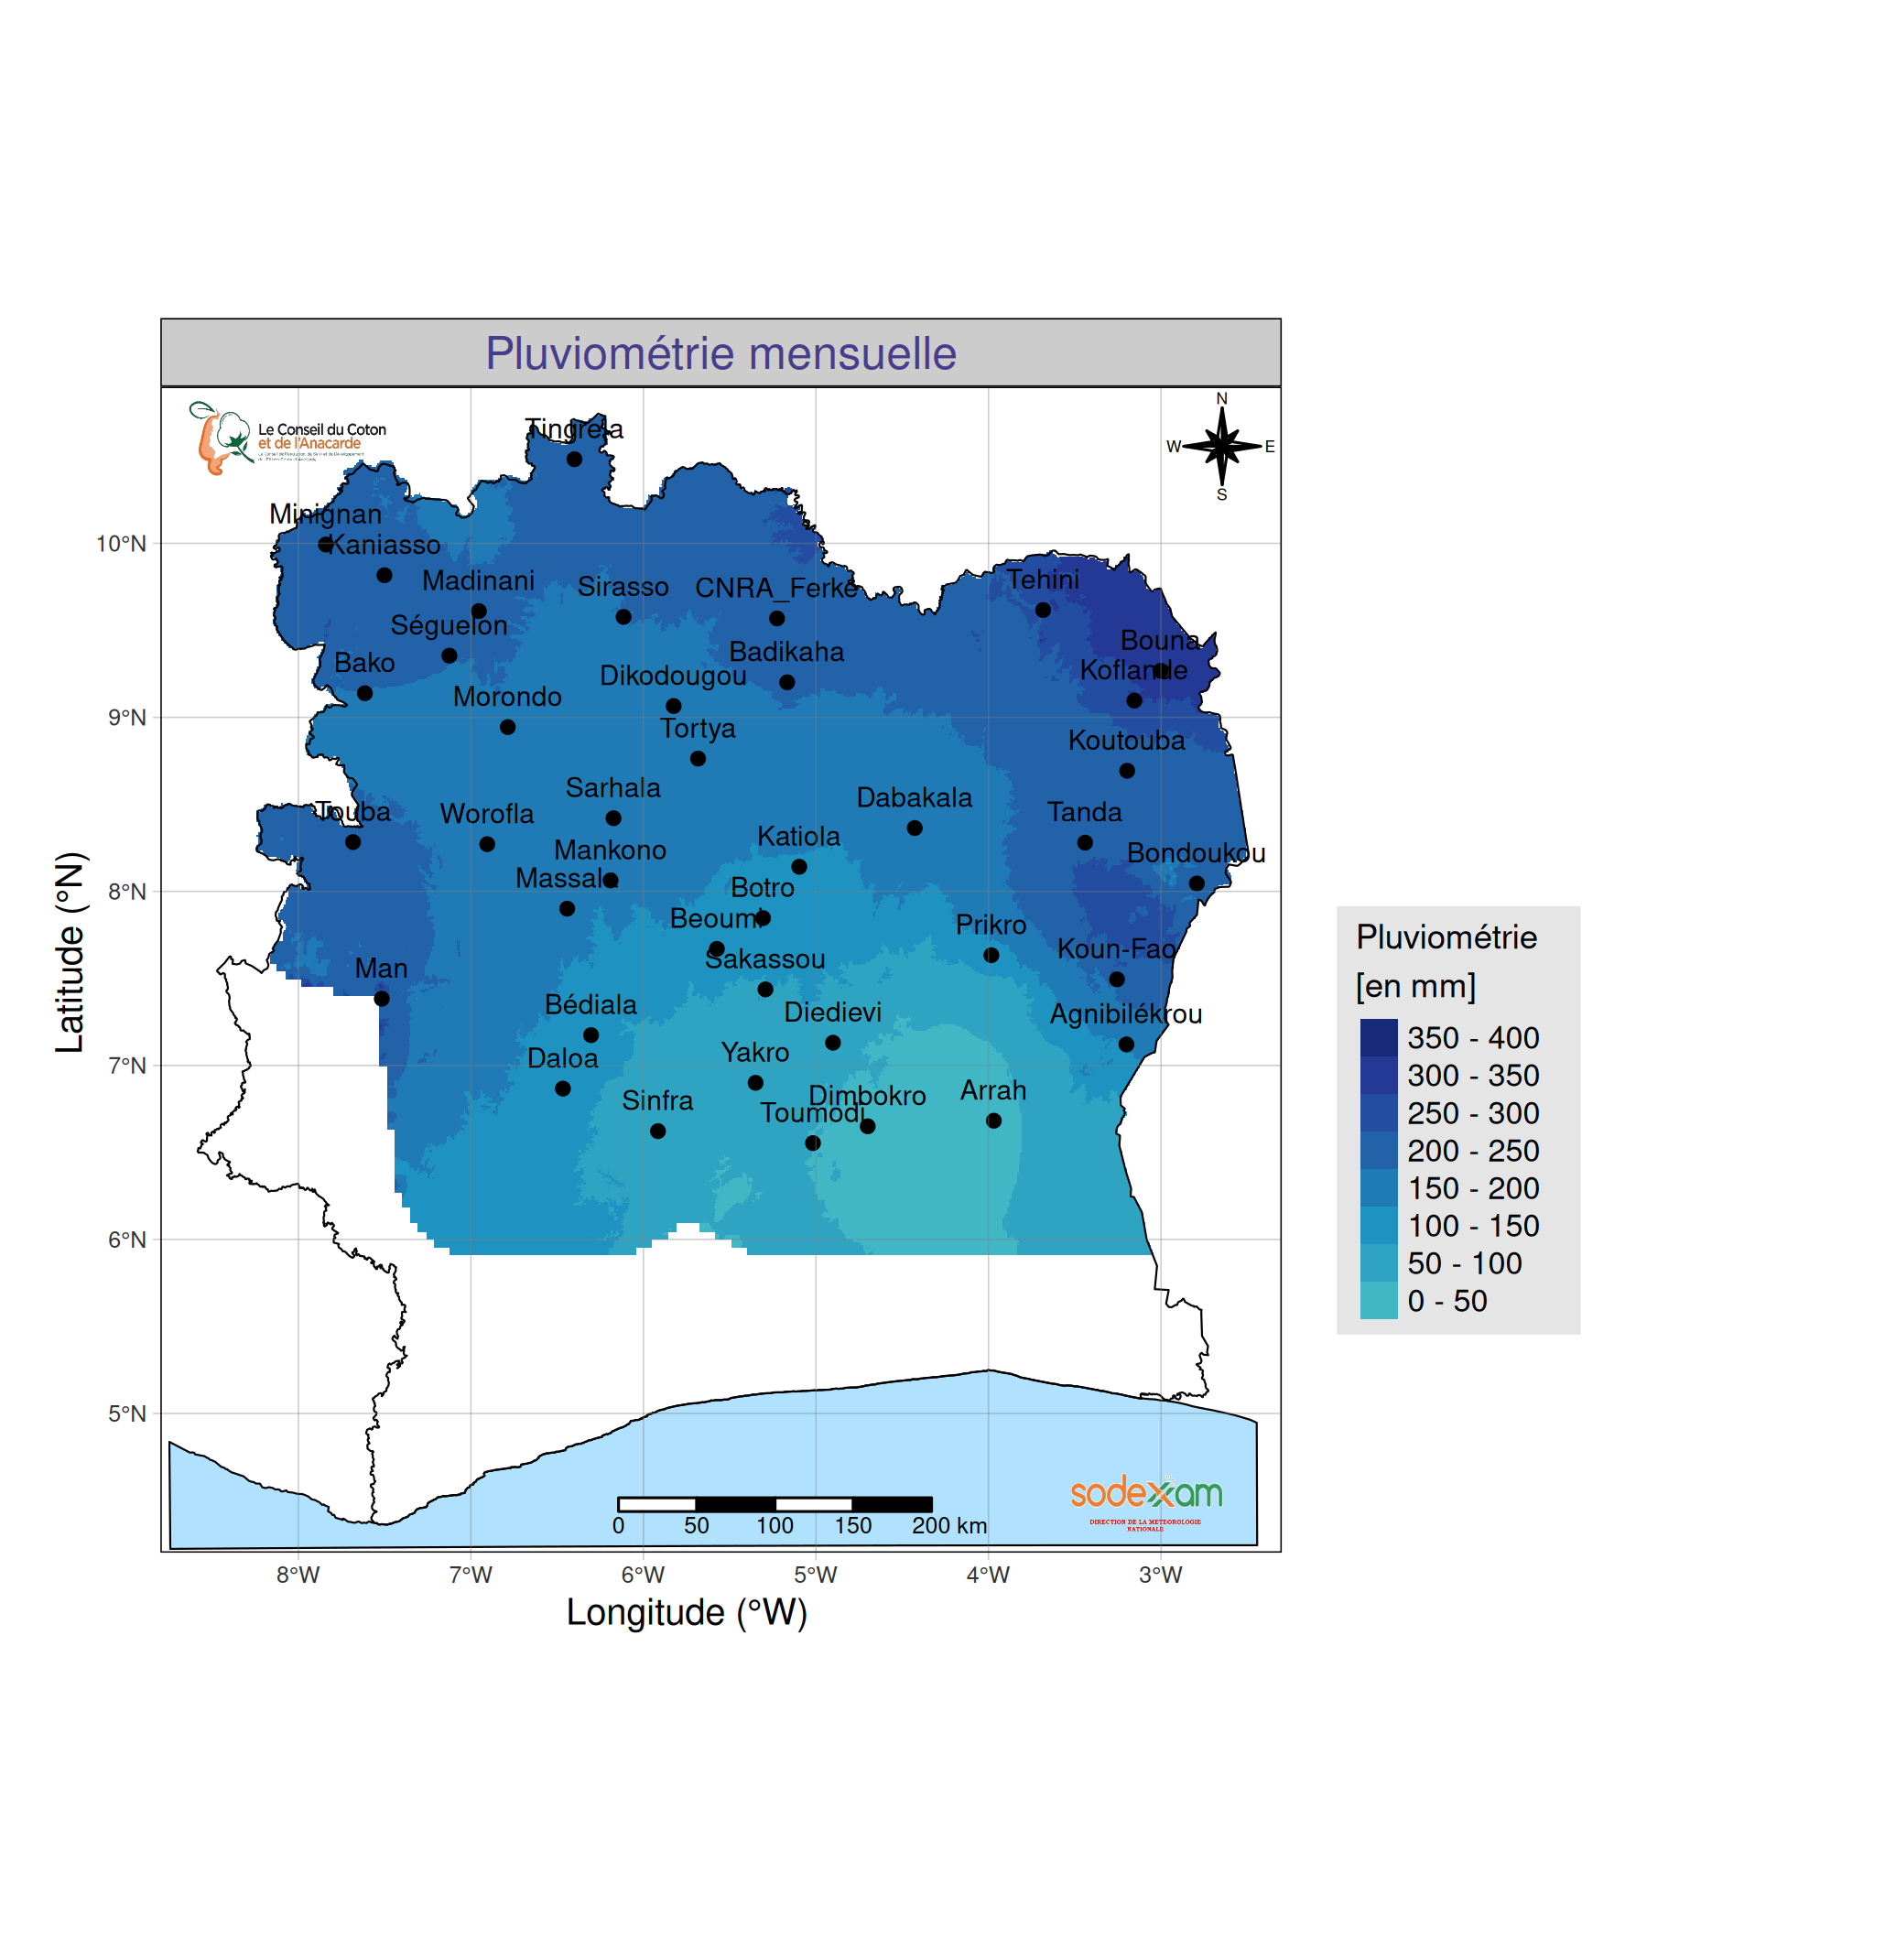 Pluviométrie mensuelle
Le Conseil du Coton
et de l'Anacarde
N
W
E
S
Tingrela
Minignan
Kaniasso
Madinani
Sirasso
CNRA_Ferke
Tehini
Séguelon
Bouna
Badikaha
Bako
Koflande
Dikodougou
Morondo
Tortya
Koutouba
Sarhala
Dabakala
Touba
Worofla
Tanda
Katiola
Mankono
Bondoukou
Massala
Botro
Beoumi
Prikro
Koun-Fao
Sakassou
Man
Bédiala
Diedievi
Agnibilékrou
Yakro
Daloa
Dimbokro
Arrah
Sinfra
Toumodi
10°N
9°N
8°N
7°N
6°N
5°N
Latitude (°N)
8°W
7°W
6°W
5°W
4°W
3°W
Longitude (°W)
0
50
100
150
200 km
sodexam
DIRECTION DE LA METEOROLOGIE
NATIONALE
Pluviométrie
[en mm]
350 - 400
300 - 350
250 - 300
200 - 250
150 - 200
100 - 150
50 - 100
0 - 50